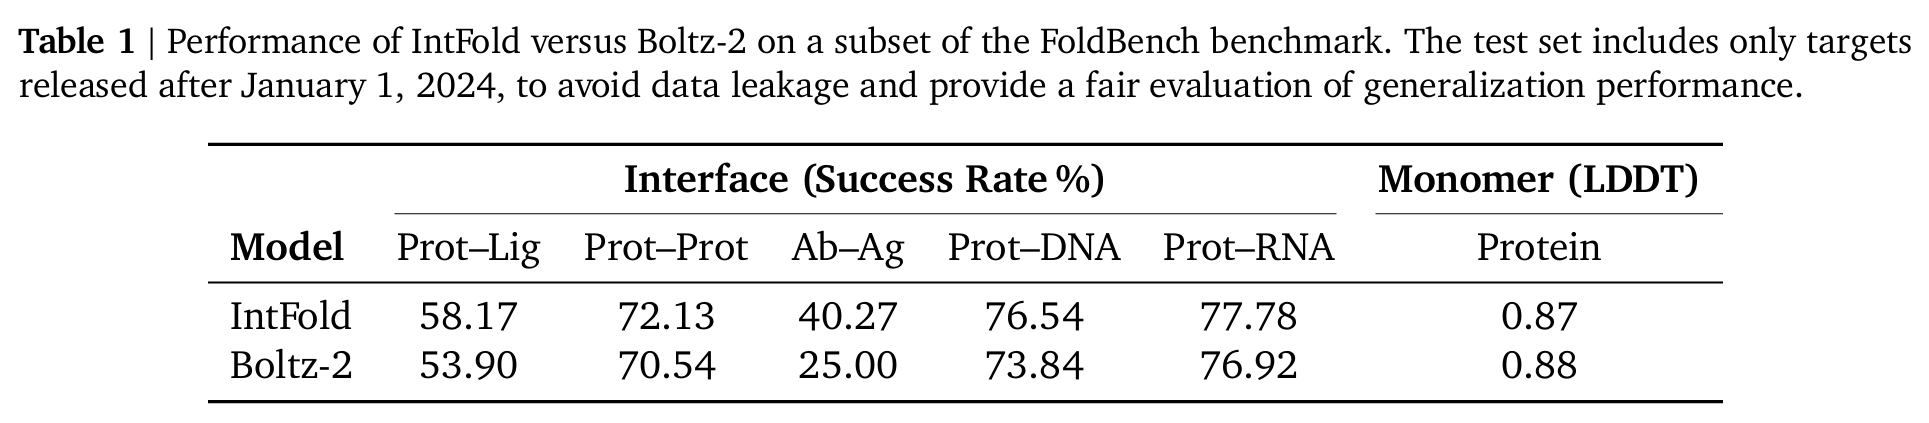 Table 1 | Performance of IntFold versus Boltz-2 on a subset of the FoldBench benchmark. The test set includes only targets
released after January 1, 2024, to avoid data leakage and provide a fair evaluation of generalization performance.
Interface (Success Rate %) Monomer (LDDT)
Model Prot–Lig Prot–Prot Ab–Ag Prot–DNA Prot–RNA Protein
IntFold 58.17 72.13 40.27 76.54 77.78 0.87
Boltz-2 53.90 70.54 25.00 73.84 76.92 0.88